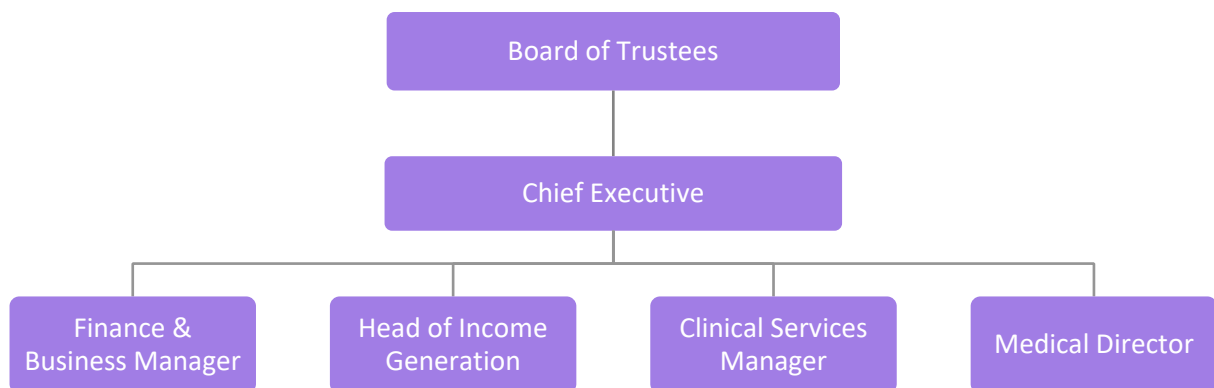 Board of Trustees
Chief Executive
Finance &
Business Manager
Head of Income
Generation
Clinical Services
Manager
Medical Director